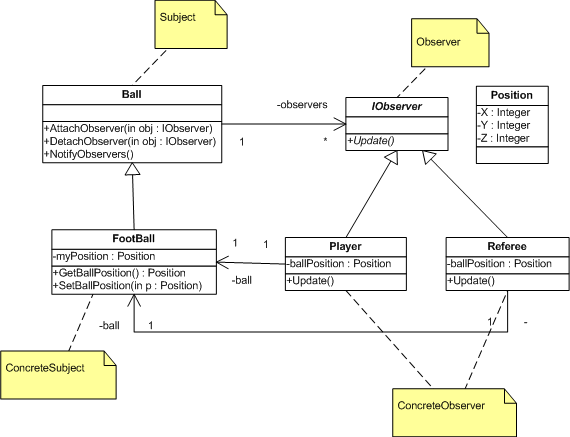 Subject
Observer
Ball
+AttachObserver(in obj : IObserver)
+DetachObserver(in obj : IObserver)
+NotifyObservers()
-observers
1
*
IObserver
+Update()
Position
-X : Integer
-Y : Integer
-Z : Integer
FootBall
-myPosition : Position
+GetBallPosition() : Position
+SetBallPosition(in p : Position)
1
1
-ball
Player
-ballPosition : Position
+Update()
Referee
-ballPosition : Position
+Update()
-ball
1
1
-
ConcreteSubject
ConcreteObserver